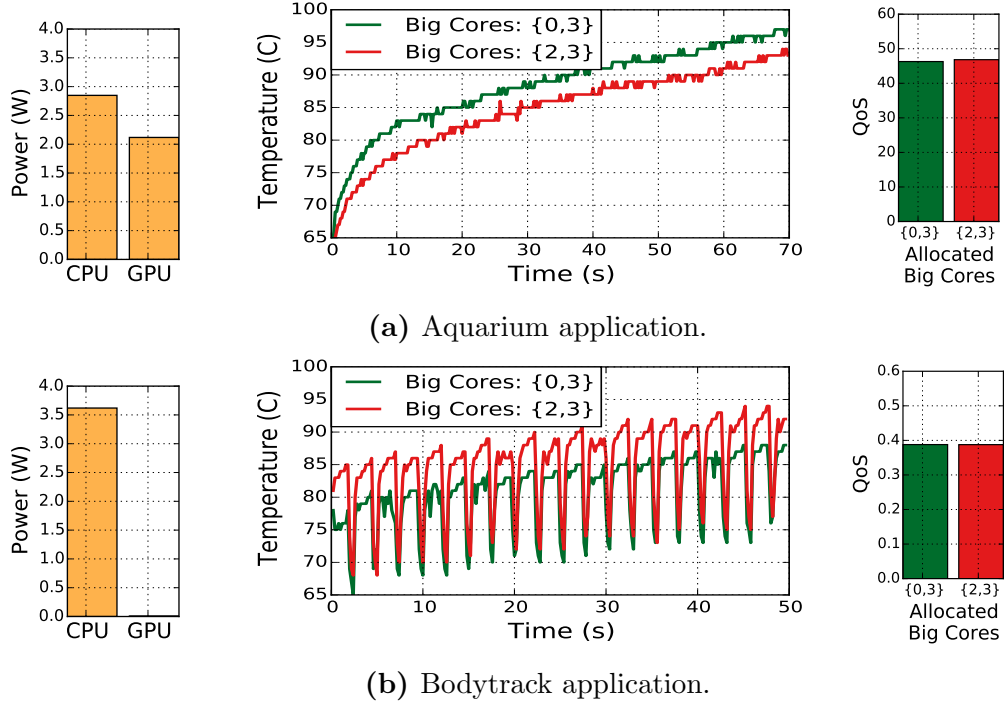 4.0
3.5
3.0
2.5
2.0
1.5
1.0
0.5
0.0
Power (W)
CPU GPU
100
95
90
85
80
75
70
65
Temperature (C)
Big Cores: {0,3}
Big Cores: {2,3}
0 10 20 30 40 50 60 70
Time (s)
60
50
40
30
20
10
0
QoS
{0,3} {2,3}
Allocated
Big Cores
(a) Aquarium application.
4.0
3.5
3.0
2.5
2.0
1.5
1.0
0.5
0.0
Power (W)
CPU GPU
100
95
90
85
80
75
70
65
Temperature (C)
Big Cores: {0,3}
Big Cores: {2,3}
0 10 20 30 40 50
Time (s)
0.6
0.5
0.4
0.3
0.2
0.1
0.0
QoS
{0,3} {2,3}
Allocated
Big Cores
(b) Bodytrack application.